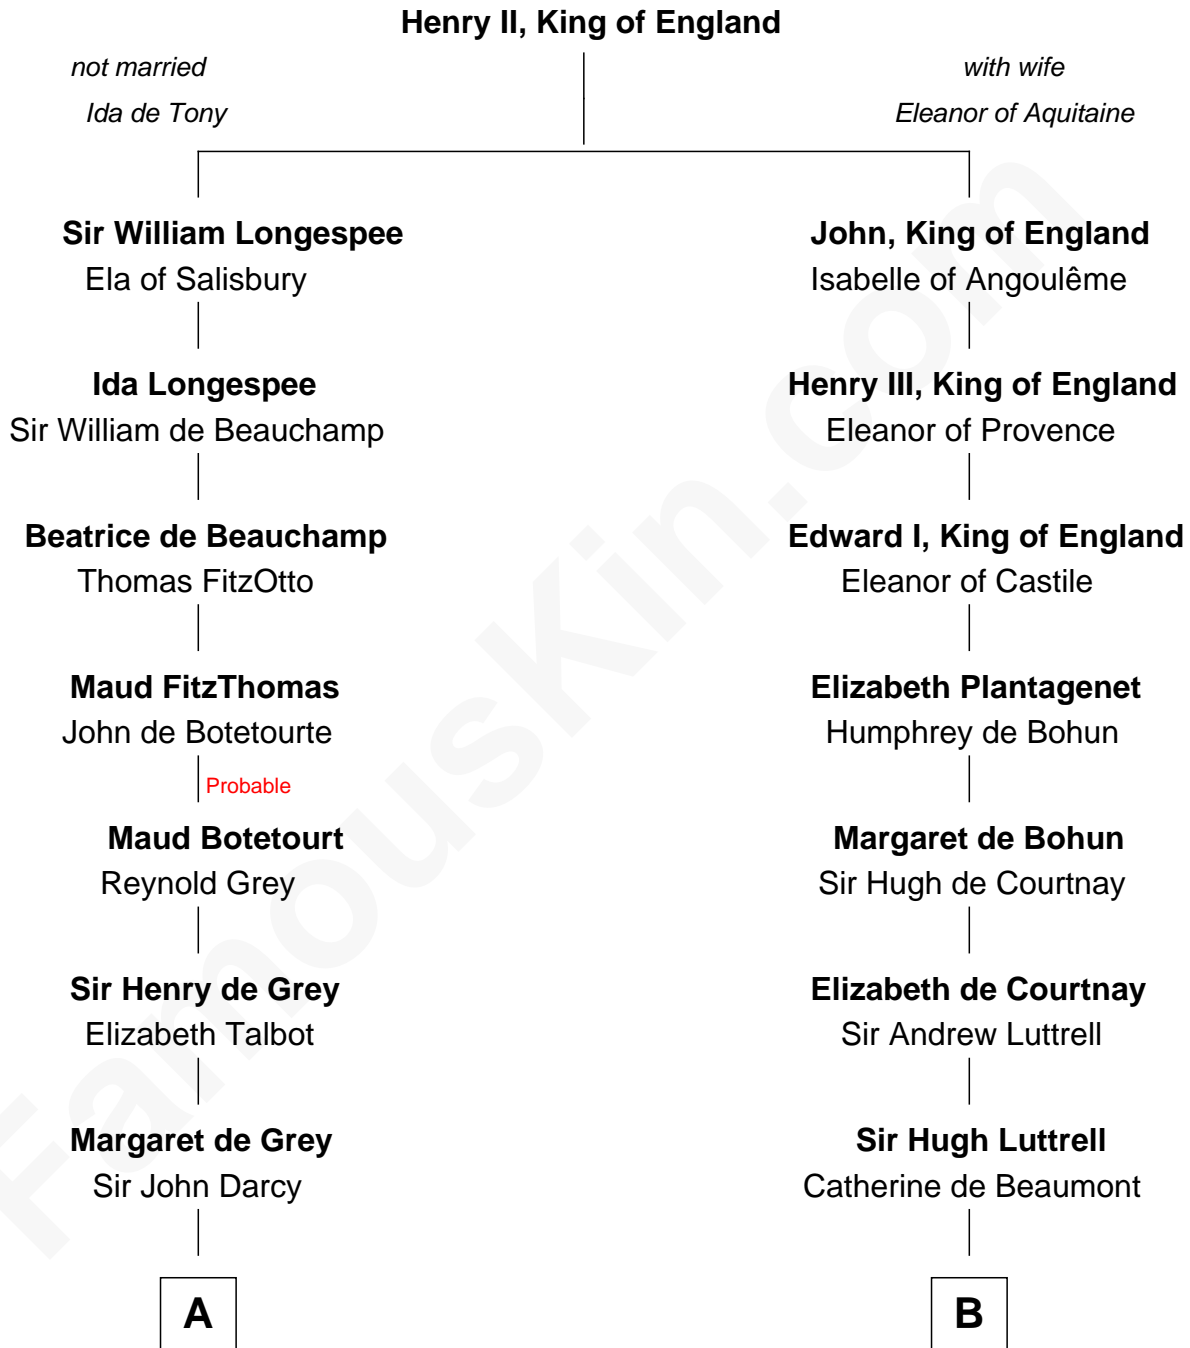 Henry II, King of England
not married
Ida de Tony
with wife
Eleanor of Aquitaine
Sir William Longespee
Ela of Salisbury
John, King of England
Isabelle of Angoulême
Ida Longespee
Sir William de Beauchamp
Henry III, King of England
Eleanor of Provence
Beatrice de Beauchamp
Thomas FitzOtto
Edward I, King of England
Eleanor of Castile
Maud FitzThomas
John de Botetourte
Elizabeth Plantagenet
Humphrey de Bohun
Probable
Maud Botetourt
Reynold Grey
Margaret de Bohun
Sir Hugh de Courtnay
Sir Henry de Grey
Elizabeth Talbot
Elizabeth de Courtnay
Sir Andrew Luttrell
Margaret de Grey
Sir John Darcy
Sir Hugh Luttrell
Catherine de Beaumont
A
B
FamousKin.com